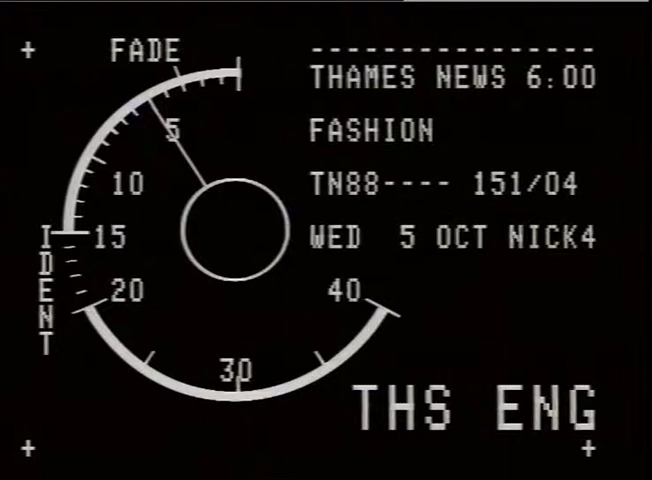 FADE
----------------
THAMES NEWS 6:00
5
FASHION
10
TN88---- 151/04
15
WED 5 OCT NICK4
IDENT
20
40
30
THS ENG